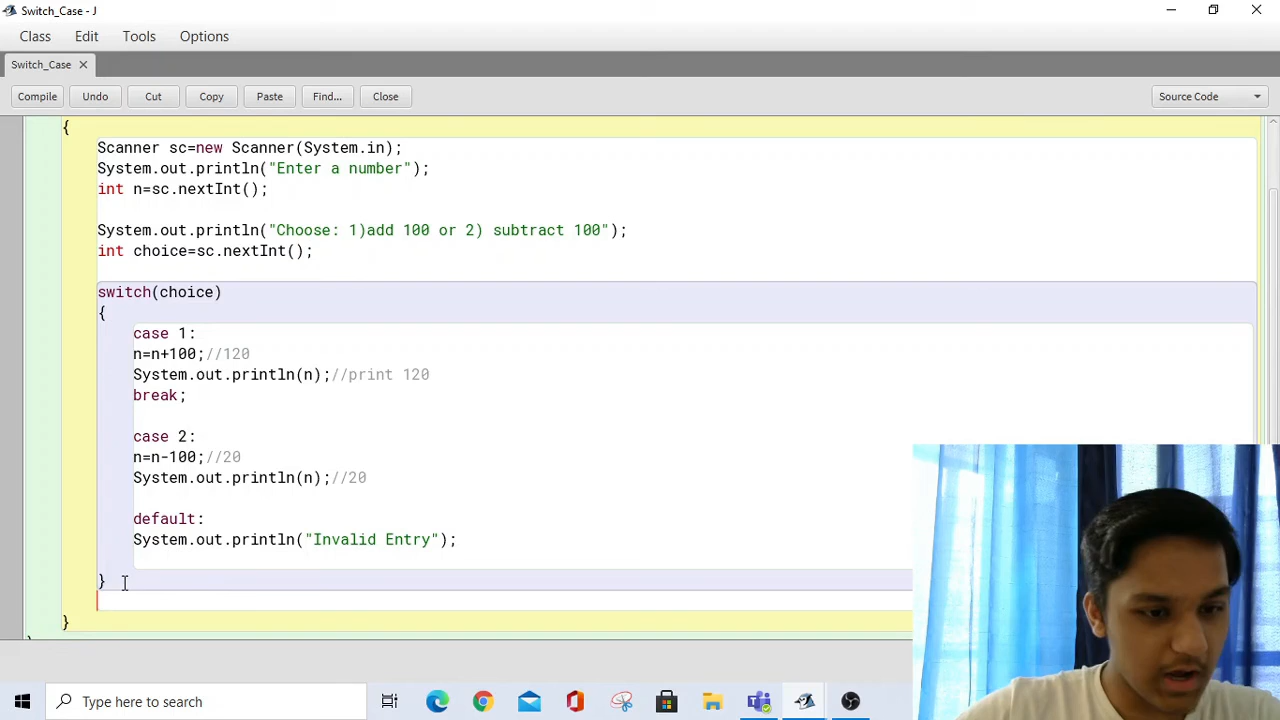 Switch_Case - J
Class Edit Tools Options
Switch_Case ×
Compile Undo Cut Copy Paste Find... Close Source Code
{
Scanner sc=new Scanner(System.in);
System.out.println("Enter a number");
int n=sc.nextInt();
System.out.println("Choose: 1)add 100 or 2) subtract 100");
int choice=sc.nextInt();
switch(choice)
{
case 1:
n=n+100;//120
System.out.println(n);//print 120
break;
case 2:
n=n-100;//20
System.out.println(n);//20
default:
System.out.println("Invalid Entry");
}
}
Type here to search